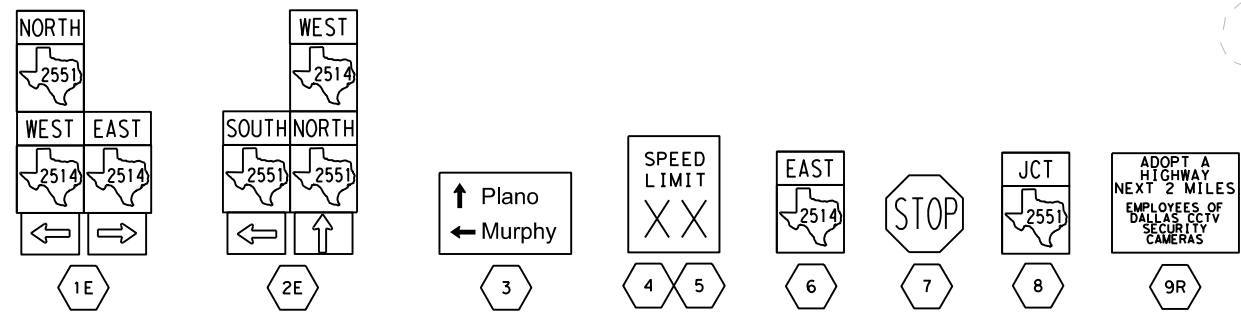 NORTH
2551
WEST EAST
2514 2514
1E
WEST
2514
SOUTH NORTH
2551 2551
2E
Plano
Murphy
3
SPEED
LIMIT
X X
4 5
EAST
2514
6
STOP
7
JCT
2551
8
ADOPT A
HIGHWAY
NEXT 2 MILES
EMPLOYEES OF
DALLAS CCTV
SECURITY
CAMERAS
9R